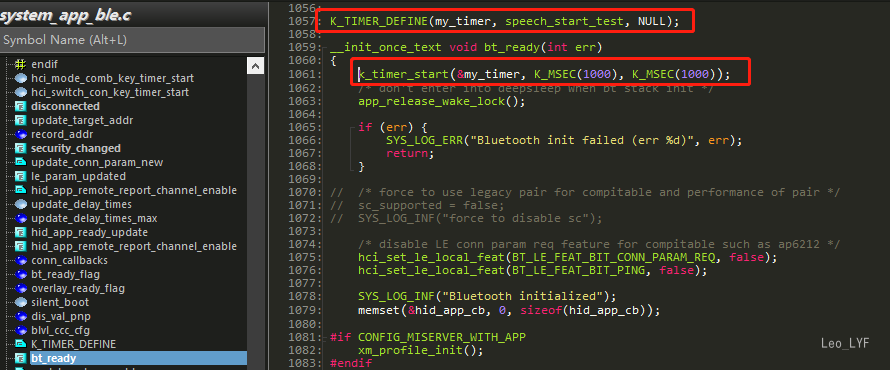 system_app_ble.c
Symbol Name (Alt+L)
endif
hci_mode_comb_key_timer_start
hci_switch_con_key_timer_start
disconnected
update_target_addr
record_addr
security_changed
update_conn_param_new
le_param_updated
hid_app_remote_report_channel_enable
update_delay_times
update_delay_times_max
hid_app_ready_update
hid_app_remote_report_channel_enable
conn_callbacks
bt_ready_flag
overlay_ready_flag
silent_boot
dis_val_pnp
blvl_ccc_cfg
K_TIMER_DEFINE
bt_ready
1056:
1057: K_TIMER_DEFINE(my_timer, speech_start_test, NULL);
1058:
1059: __init_once_text void bt_ready(int err)
1060: {
1061: k_timer_start(&my_timer, K_MSEC(1000), K_MSEC(1000));
1062: /* don't enter into deepsleep when bt stack init */
1063: app_release_wake_lock();
1064:
1065: if (err) {
1066: SYS_LOG_ERR("Bluetooth init failed (err %d)", err);
1067: return;
1068: }
1069:
1070: // /* force to use legacy pair for compitable and performance of pair */
1071: // sc_supported = false;
1072: // SYS_LOG_INF("force to disable sc");
1073:
1074: /* disable LE conn param req feature for compitable such as ap6212 */
1075: hci_set_le_local_feat(BT_LE_FEAT_BIT_CONN_PARAM_REQ, false);
1076: hci_set_le_local_feat(BT_LE_FEAT_BIT_PING, false);
1077:
1078: SYS_LOG_INF("Bluetooth initialized");
1079: memset(&hid_app_cb, 0, sizeof(hid_app_cb));
1080:
1081: #if CONFIG_MISERVER_WITH_APP
1082: xm_profile_init();
1083: #endif
Leo_LYF